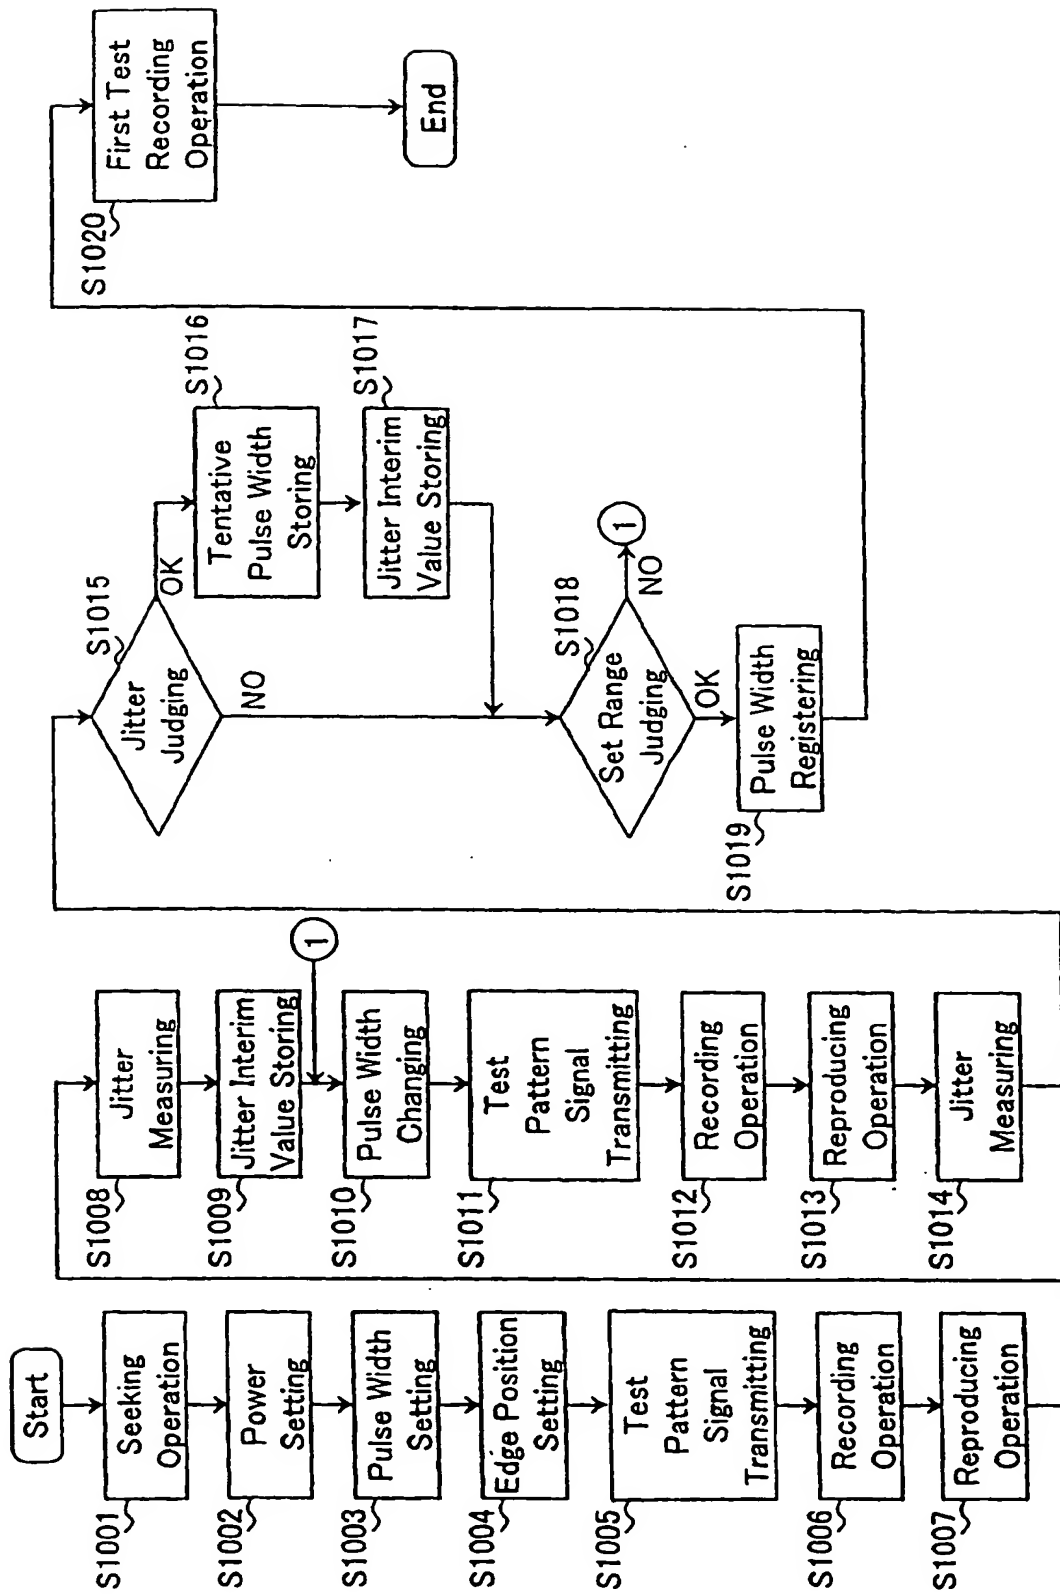 Start
S1001
Seeking
Operation
S1002
Power
Setting
S1003
Pulse Width
Setting
S1004
Edge Position
Setting
S1005
Test
Pattern
Signal
Transmitting
S1006
Recording
Operation
S1007
Reproducing
Operation
S1008
Jitter
Measuring
S1009
Jitter Interim
Value Storing
1
S1010
Pulse Width
Changing
S1011
Test
Pattern
Signal
Transmitting
S1012
Recording
Operation
S1013
Reproducing
Operation
S1014
Jitter
Measuring
S1015
Jitter
Judging
OK
NO
S1016
Tentative
Pulse Width
Storing
S1017
Jitter Interim
Value Storing
S1018
Set Range
Judging
NO
1
OK
S1019
Pulse Width
Registering
S1020
First Test
Recording
Operation
End